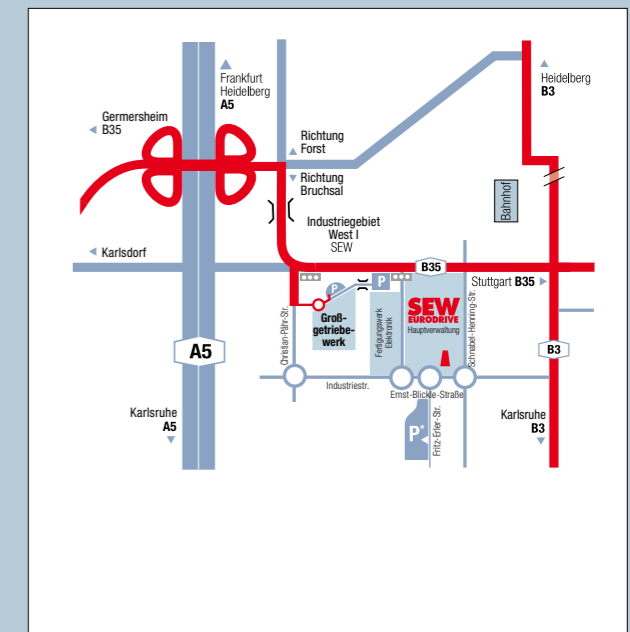 Frankfurt
Heidelberg
A5
Heidelberg
B3
Germersheim
B35
Richtung
Forst
Richtung
Bruchsal
Bahnhof
Industriegebiet
West I
SEW
Karlsdorf
B35
Stuttgart B35
P
P
SEW
EURODRIVE
Hauptverwaltung
Groß-
getriebe-
werk
Fertigungswerk
Elektronik
Christian-Pähr-Str.
Schnabel-Henning-Str.
A5
B3
Industriestr.
Ernst-Blickle-Straße
Karlsruhe
A5
P*
Fritz-Erler-Str.
Karlsruhe
B3